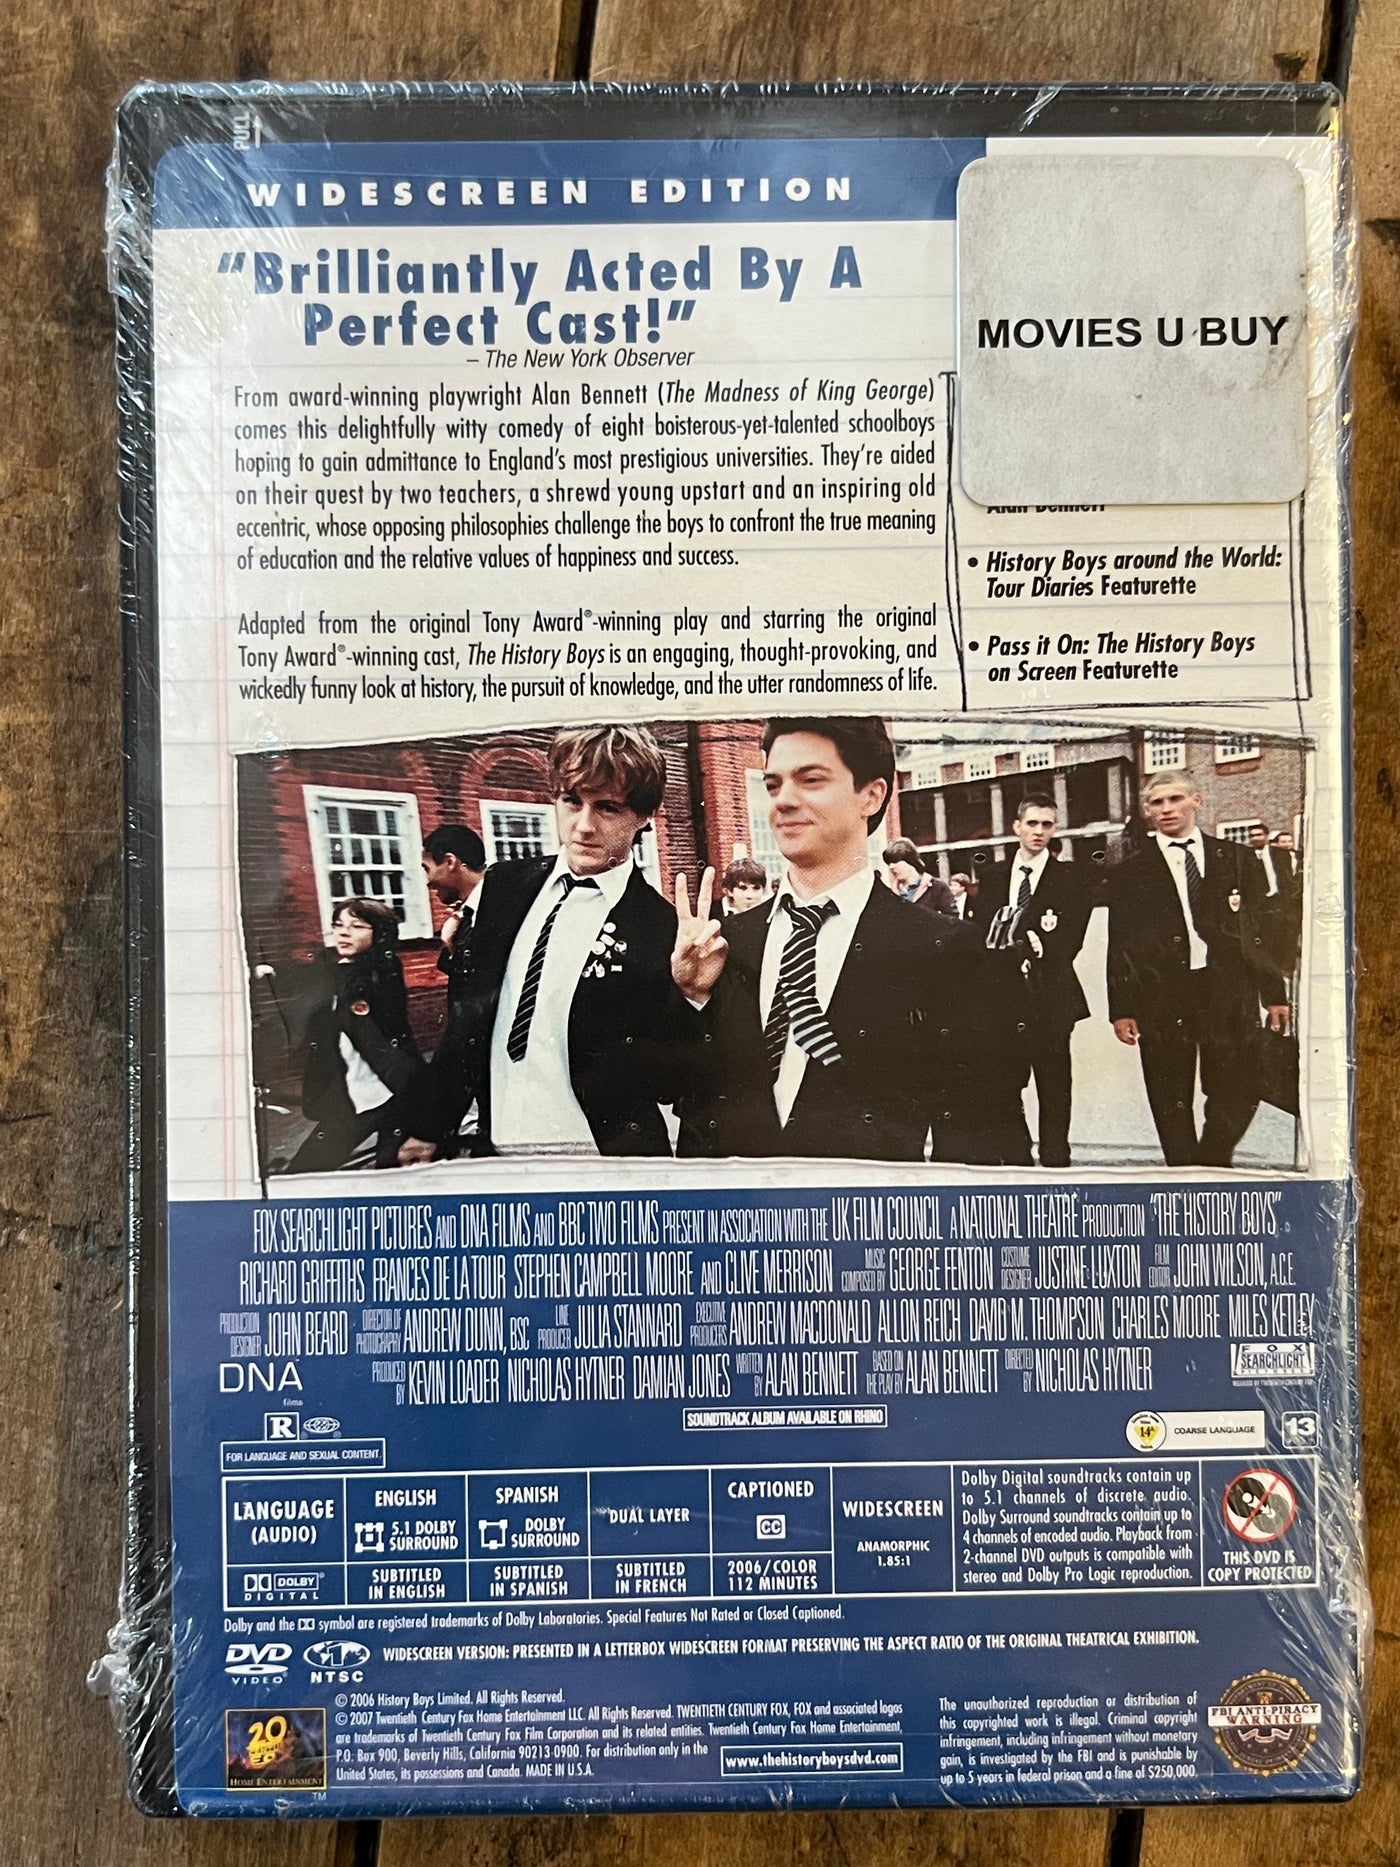 PULL
WIDESCREEN EDITION
"Brilliantly Acted By A
Perfect Cast!"
– The New York Observer
From award-winning playwright Alan Bennett (The Madness of King George)
comes this delightfully witty comedy of eight boisterous-yet-talented schoolboys
hoping to gain admittance to England's most prestigious universities. They're aided
on their quest by two teachers, a shrewd young upstart and an inspiring old
eccentric, whose opposing philosophies challenge the boys to confront the true meaning
of education and the relative values of happiness and success.
Adapted from the original Tony Award®-winning play and starring the original
Tony Award®-winning cast, The History Boys is an engaging, thought-provoking, and
wickedly funny look at history, the pursuit of knowledge, and the utter randomness of life.
MOVIES U BUY
Alan Bennett
• History Boys around the World:
Tour Diaries Featurette
• Pass it On: The History Boys
on Screen Featurette
FOX SEARCHLIGHT PICTURES AND DNA FILMS AND BBC TWO FILMS PRESENT IN ASSOCIATION WITH THE UK FILM COUNCIL A NATIONAL THEATRE PRODUCTION "THE HISTORY BOYS"
RICHARD GRIFFITHS FRANCES DE LA TOUR STEPHEN CAMPBELL MOORE AND CLIVE MERRISON MUSIC COMPOSED BY GEORGE FENTON COSTUME DESIGNER JUSTINE LUXTON FILM EDITOR JOHN WILSON, A.C.E.
PRODUCTION DESIGNER JOHN BEARD DIRECTOR OF PHOTOGRAPHY ANDREW DUNN, BSC LINE PRODUCER JULIA STANNARD EXECUTIVE PRODUCERS ANDREW MACDONALD ALLON REICH DAVID M. THOMPSON CHARLES MOORE MILES KETLEY
DNA films PRODUCED BY KEVIN LOADER NICHOLAS HYTNER DAMIAN JONES WRITTEN BY ALAN BENNETT BASED ON THE PLAY BY ALAN BENNETT DIRECTED BY NICHOLAS HYTNER
FOX
SEARCHLIGHT
SOUNDTRACK ALBUM AVAILABLE ON RHINO
R
FOR LANGUAGE AND SEXUAL CONTENT.
14A
COARSE LANGUAGE
13
LANGUAGE
(AUDIO)
DOLBY
DIGITAL
ENGLISH
5.1 DOLBY
SURROUND
SUBTITLED
IN ENGLISH
SPANISH
DOLBY
SURROUND
SUBTITLED
IN SPANISH
DUAL LAYER
SUBTITLED
IN FRENCH
CAPTIONED
CC
2006/COLOR
112 MINUTES
WIDESCREEN
ANAMORPHIC
1.85:1
Dolby Digital soundtracks contain up
to 5.1 channels of discrete audio.
Dolby Surround soundtracks contain up to
4 channels of encoded audio. Playback from
2-channel DVD outputs is compatible with
stereo and Dolby Pro Logic reproduction.
THIS DVD IS
COPY PROTECTED
Dolby and the DD symbol are registered trademarks of Dolby Laboratories. Special Features Not Rated or Closed Captioned.
DVD
VIDEO
NTSC
WIDESCREEN VERSION: PRESENTED IN A LETTERBOX WIDESCREEN FORMAT PRESERVING THE ASPECT RATIO OF THE ORIGINAL THEATRICAL EXHIBITION.
20
HOME ENTERTAINMENT
TM
© 2006 History Boys Limited. All Rights Reserved.
© 2007 Twentieth Century Fox Home Entertainment LLC. All Rights Reserved. TWENTIETH CENTURY FOX, FOX and associated logos
are trademarks of Twentieth Century Fox Film Corporation and its related entities. Twentieth Century Fox Home Entertainment,
P.O. Box 900, Beverly Hills, California 90213-0900. For distribution only in the
United States, its possessions and Canada. MADE IN U.S.A.
www.thehistoryboysdvd.com
The unauthorized reproduction or distribution of
this copyrighted work is illegal. Criminal copyright
infringement, including infringement without monetary
gain, is investigated by the FBI and is punishable by
up to 5 years in federal prison and a fine of $250,000.
FBI ANTI-PIRACY
WARNING